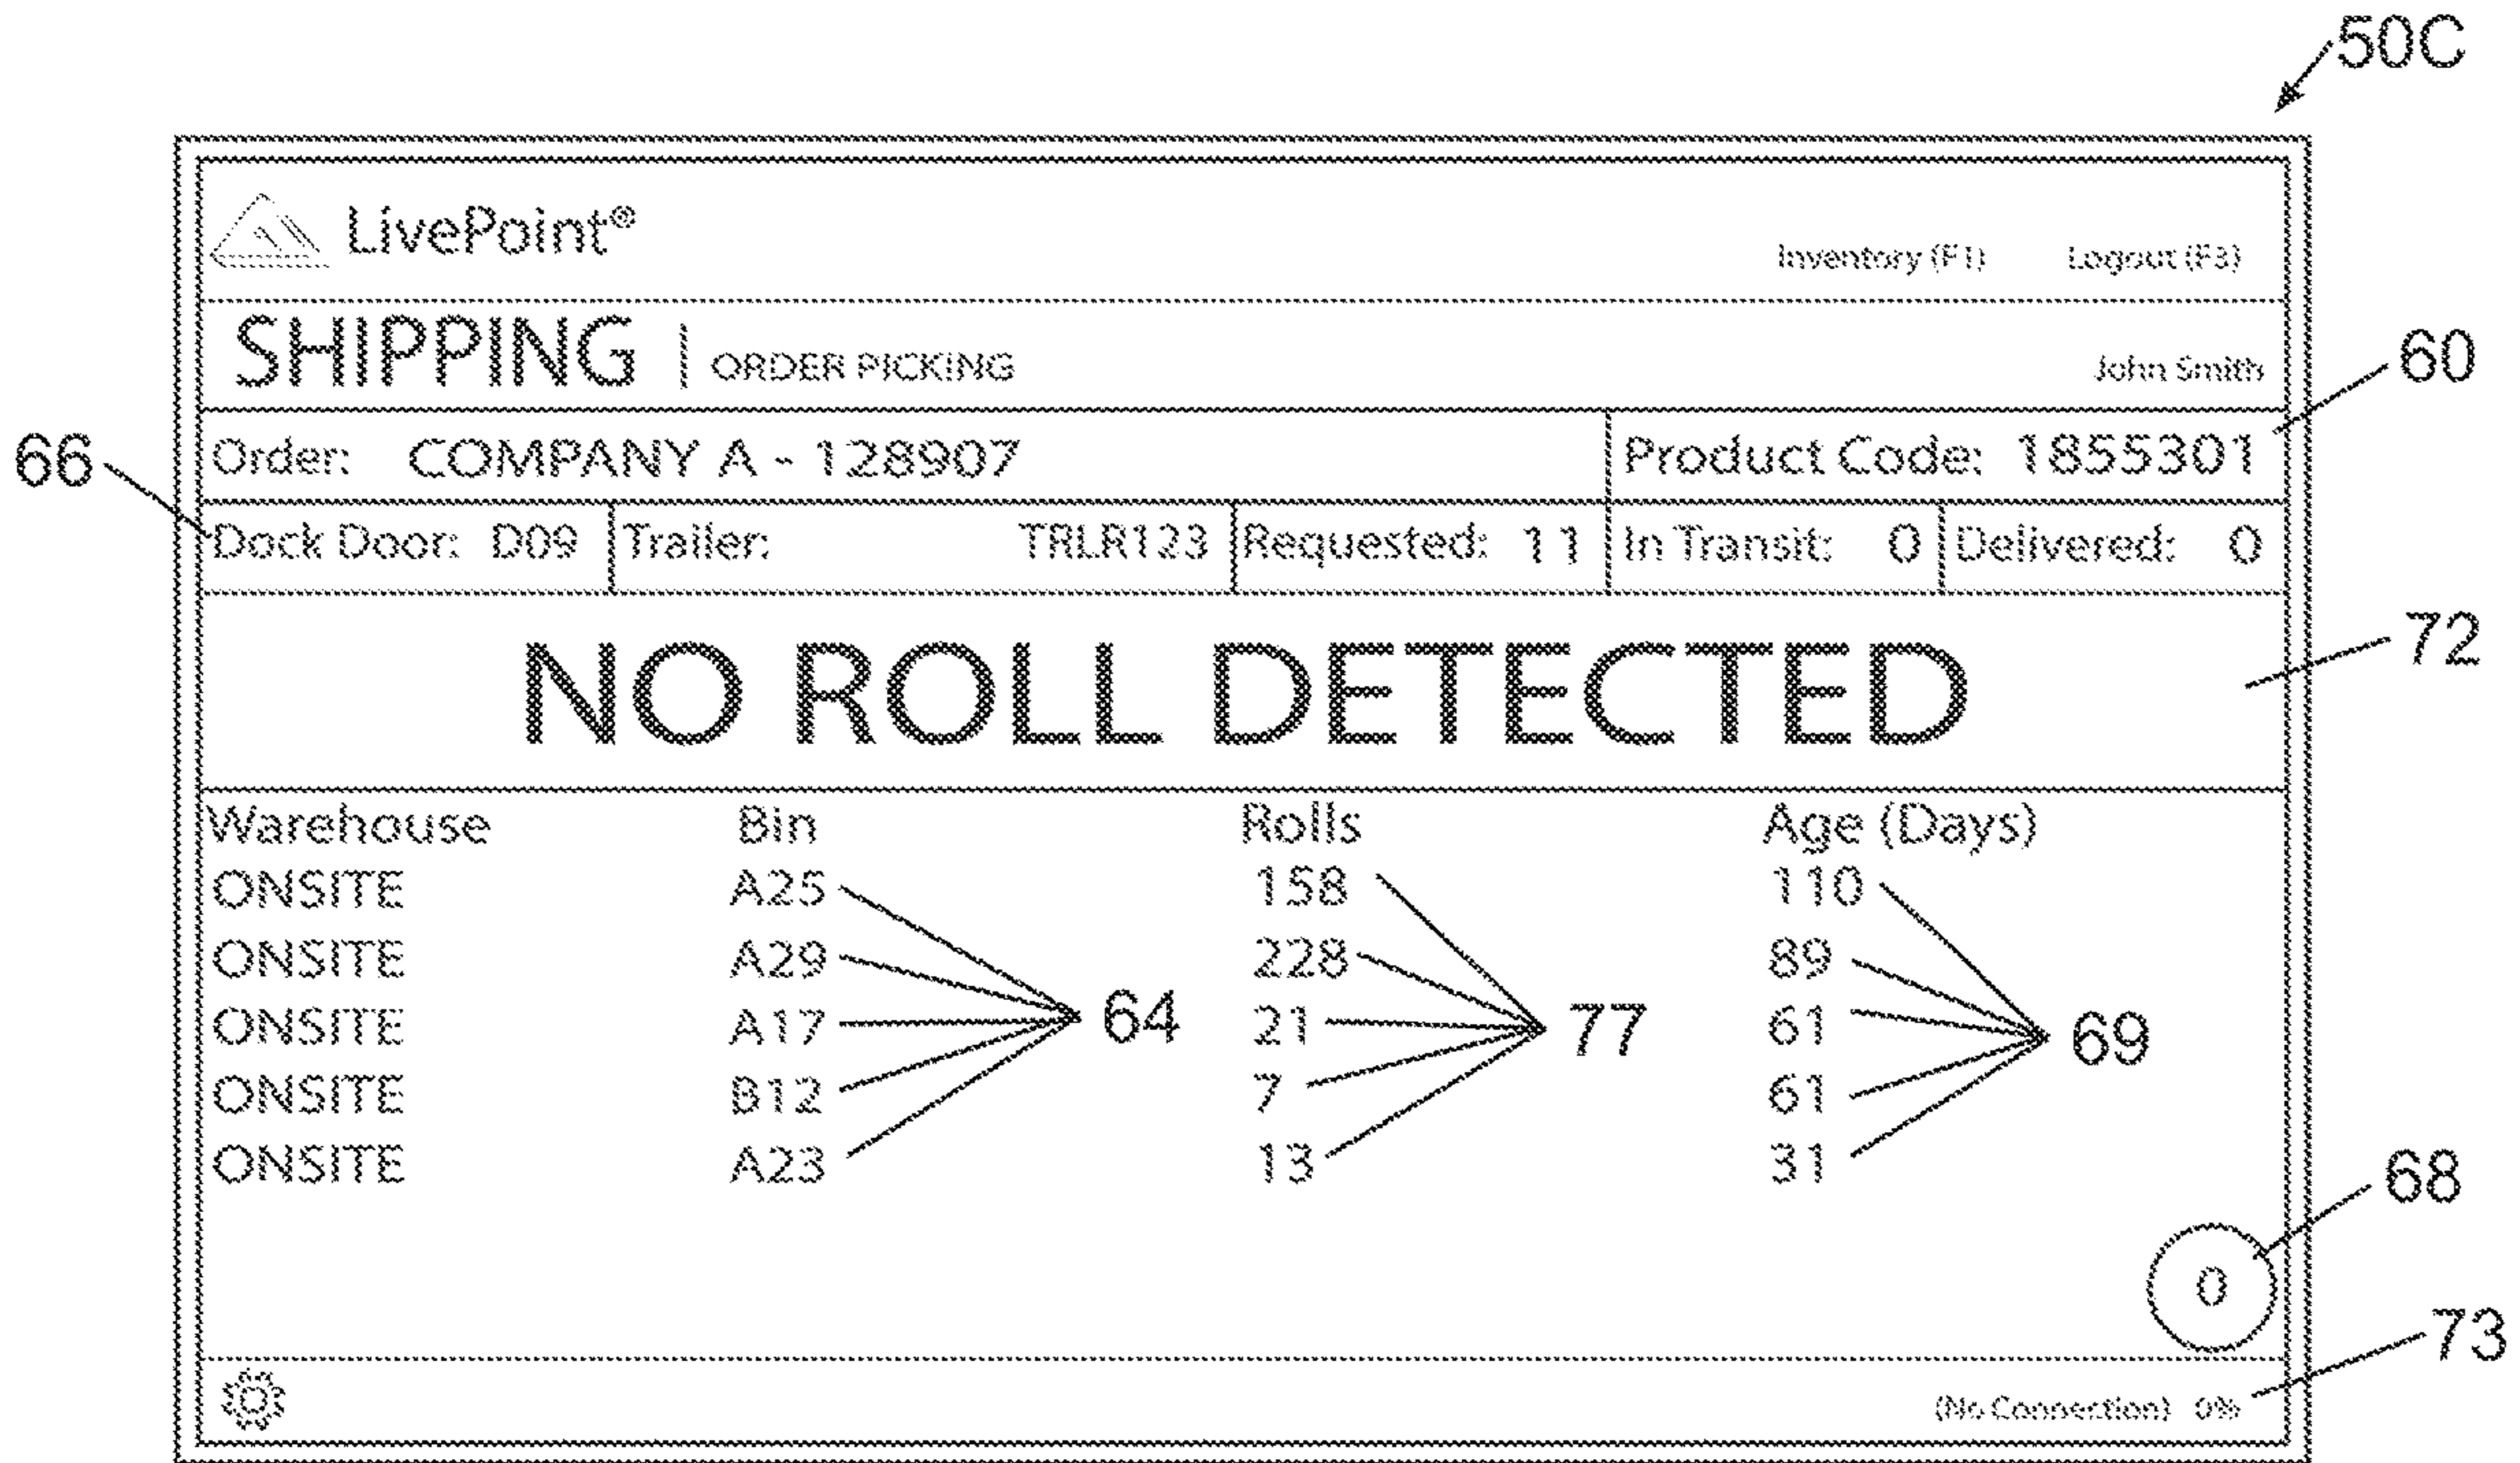 50C
LivePoint® Inventory (F1) Logout (F3)
SHIPPING | ORDER PICKING John Smith
60
66
Order: COMPANY A - 128907 Product Code: 1855301
Dock Door: D09 Trailer: TRLR123 Requested: 11 In Transit: 0 Delivered: 0
NO ROLL DETECTED
72
Warehouse Bin Rolls Age (Days)
ONSITE A25 158 110
ONSITE A29 228 89
ONSITE A17 21 61
64 77 69
ONSITE B12 7 61
ONSITE A23 13 31
68
0
73
(No Connection) 0%